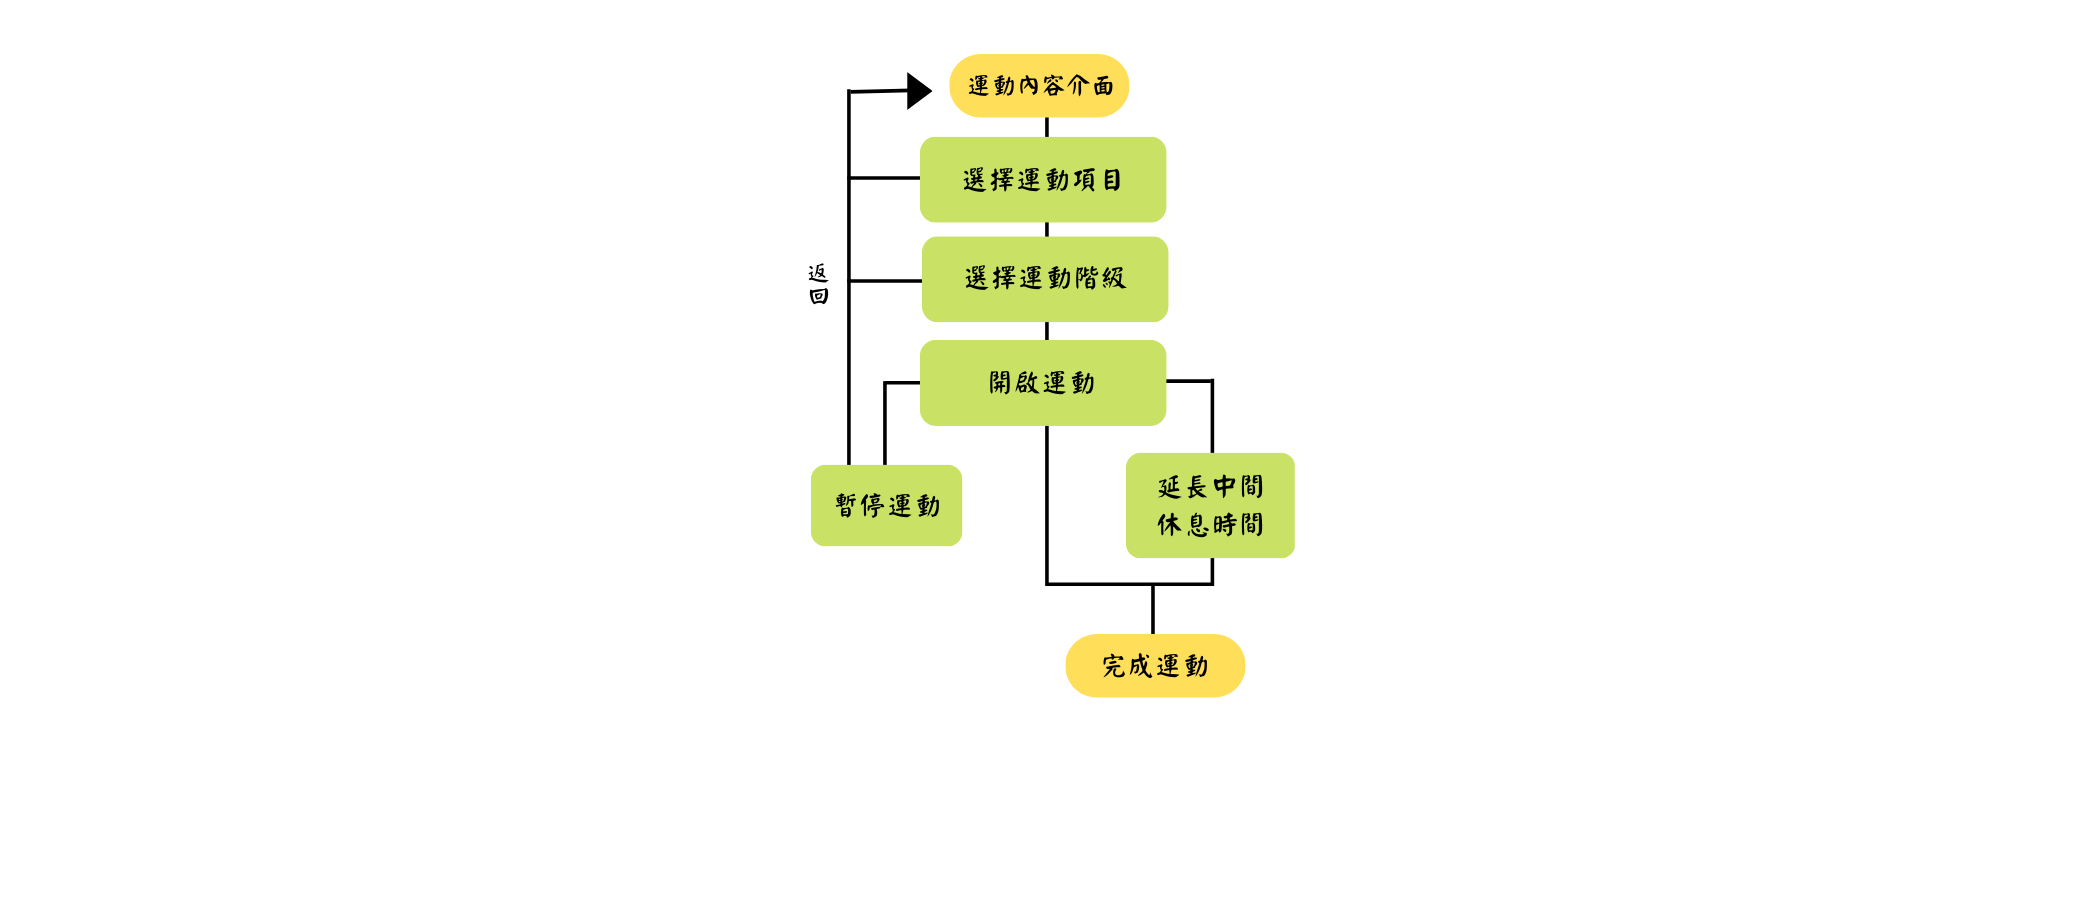 運動內容介面
選擇運動項目
返
回
選擇運動階級
開啟運動
暫停運動
延長中間
休息時間
完成運動